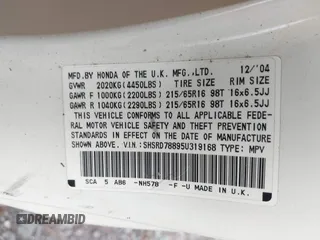 MFD.BY HONDA OF THE U.K. MFG.,LTD. 12/'04
GVWR 2020KG(4450LBS) TIRE SIZE RIM SIZE
GAWR F 1000KG(2200LBS) 215/65R16 98T 16x6.5JJ
GAWR R 1040KG(2290LBS) 215/65R16 98T 16x6.5JJ
THIS VEHICLE CONFORMS TO ALL APPLICABLE FEDE-
RAL MOTOR VEHICLE SAFETY AND THEFT PREVENTION
STANDARDS IN EFFECT ON THE DATE OF MANUFACTURE
SHOWN ABOVE. V.I.N:SHSRD78895U319168 TYPE: MPV
SCA 5 AB6 -NH578 -F -U MADE IN U.K.
BIDHISTORY